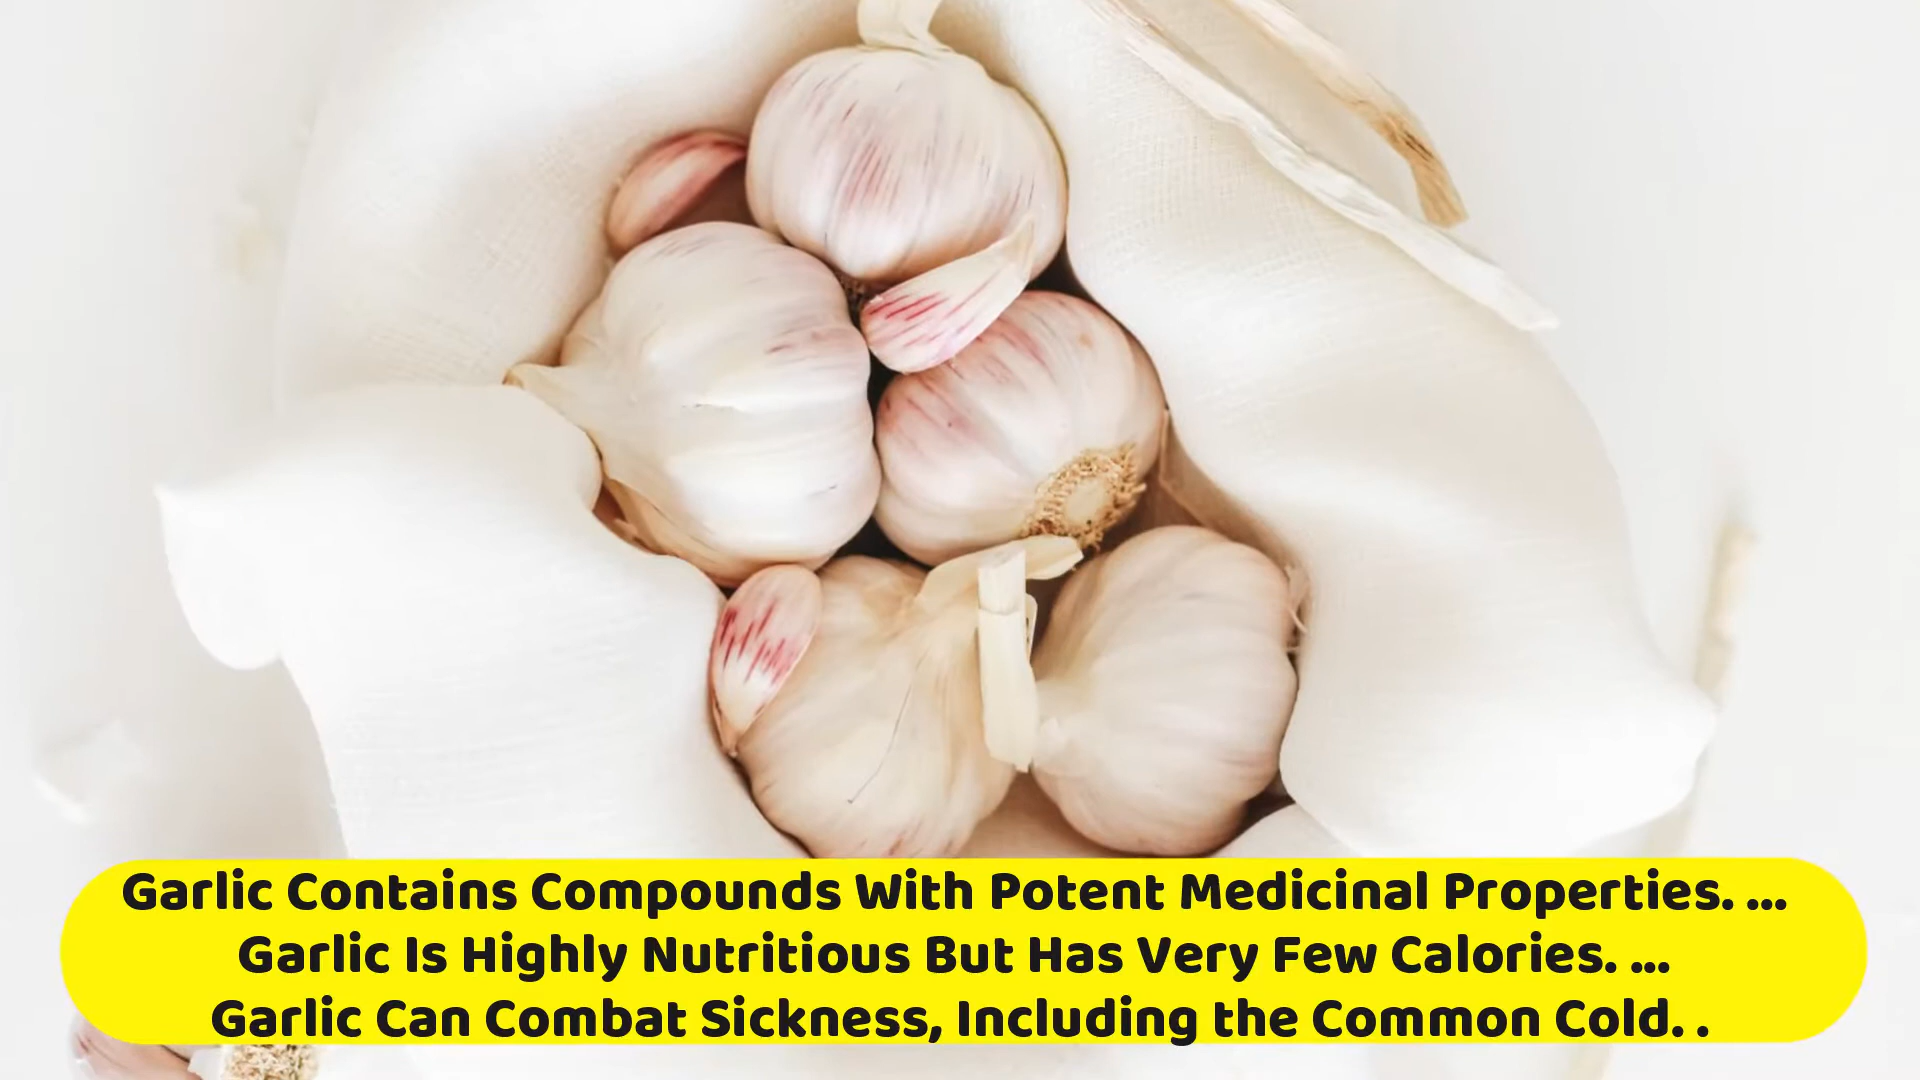 Garlic Contains Compounds With Potent Medicinal Properties. ...
Garlic Is Highly Nutritious But Has Very Few Calories. ...
Garlic Can Combat Sickness, Including the Common Cold. .